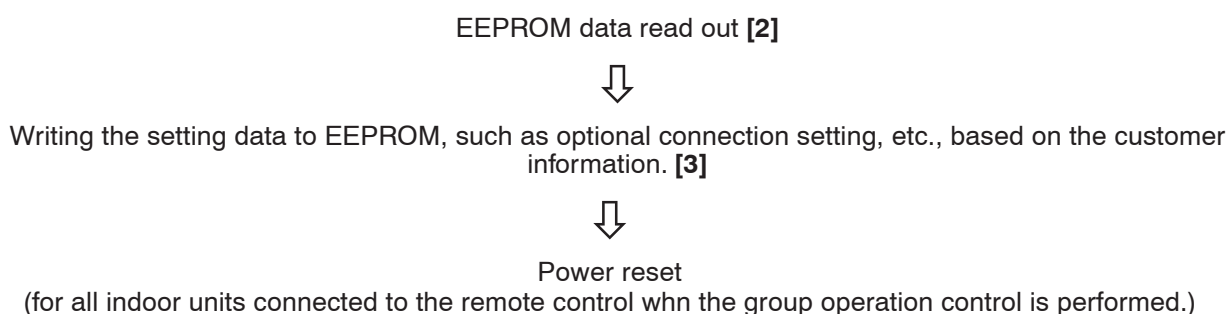 EEPROM data read out [2]
Writing the setting data to EEPROM, such as optional connection setting, etc., based on the customer
information. [3]
Power reset
(for all indoor units connected to the remote control whn the group operation control is performed.)